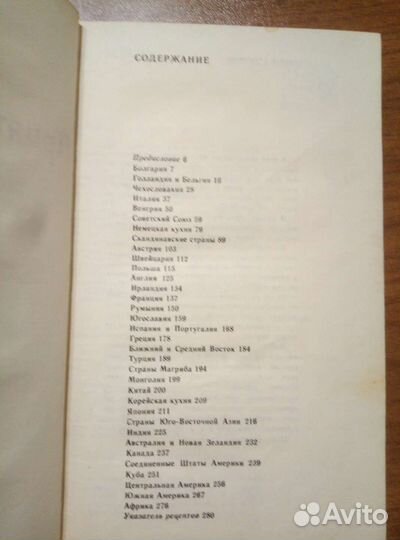 СОДЕРЖАНИЕ
Предисловие 6
Болгария 7
Голландия и Бельгия 16
Чехословакия 28
Италия 37
Венгрия 50
Советский Союз 58
Немецкая кухня 79
Скандинавские страны 89
Австрия 103
Швейцария 112
Польша 115
Англия 125
Ирландия 134
Франция 137
Румыния 150
Югославия 159
Испания и Португалия 168
Греция 178
Ближний и Средний Восток 184
Турция 189
Страны Магриба 194
Монголия 199
Китай 200
Корейская кухня 209
Япония 211
Страны Юго-Восточной Азии 216
Индия 225
Австралия и Новая Зеландия 232
Канада 237
Соединенные Штаты Америки 239
Куба 251
Центральная Америка 256
Южная Америка 267
Африка 276
Указатель рецептов 280
Avito